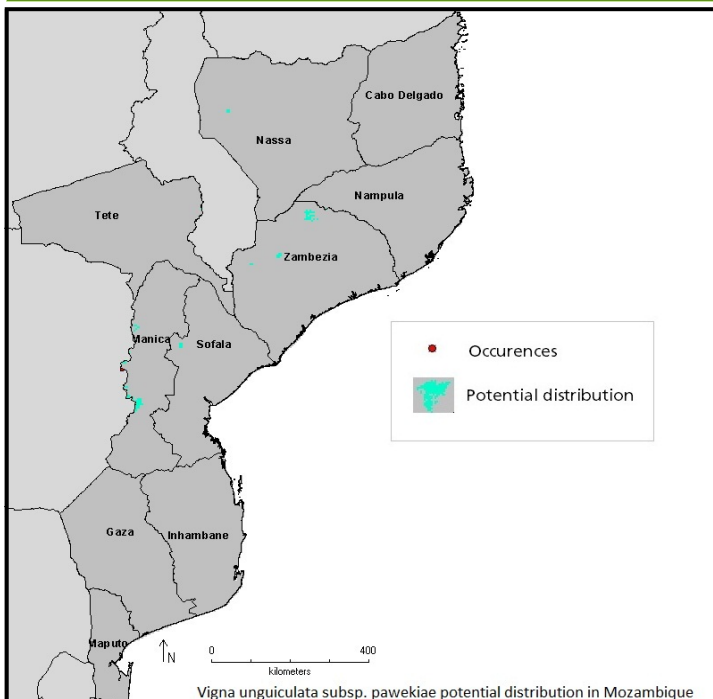 Cabo Delgado
Nassa
Nampula
Tete
Zambezia
Manica
Sofala
Occurences
Potential distribution
Gaza
Inhambane
Maputo
N
0 400
kilometers
Vigna unguiculata subsp. pawekiae potential distribution in Mozambique